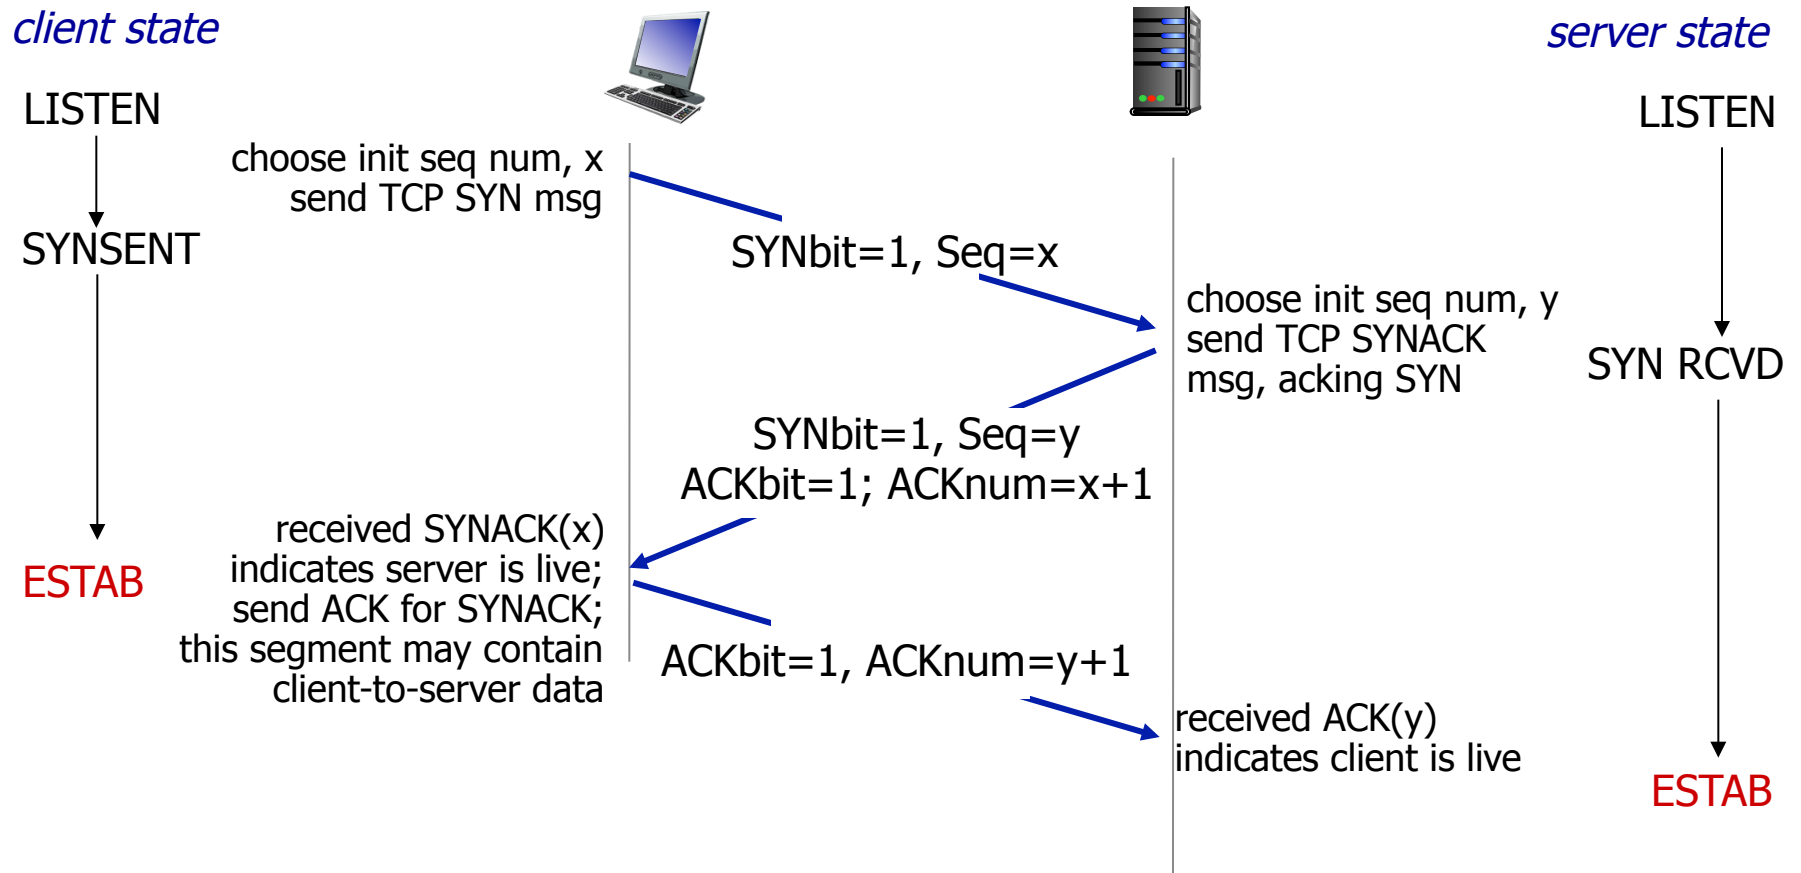 client state
server state
LISTEN
LISTEN
choose init seq num, x
send TCP SYN msg
SYNSENT
SYNbit=1, Seq=x
choose init seq num, y
send TCP SYNACK
msg, acking SYN
SYN RCVD
SYNbit=1, Seq=y
ACKbit=1; ACKnum=x+1
received SYNACK(x)
indicates server is live;
send ACK for SYNACK;
this segment may contain
client-to-server data
ESTAB
ACKbit=1, ACKnum=y+1
received ACK(y)
indicates client is live
ESTAB